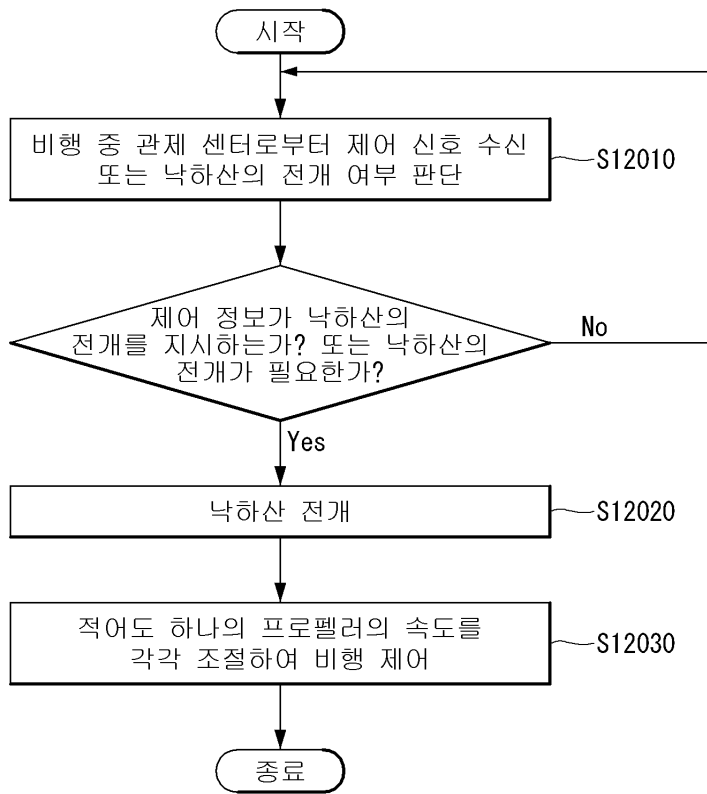 시작
비행 중 관제 센터로부터 제어 신호 수신
또는 낙하산의 전개 여부 판단
S12010
제어 정보가 낙하산의
전개를 지시하는가? 또는 낙하산의
전개가 필요한가?
No
Yes
낙하산 전개
S12020
적어도 하나의 프로펠러의 속도를
각각 조절하여 비행 제어
S12030
종료